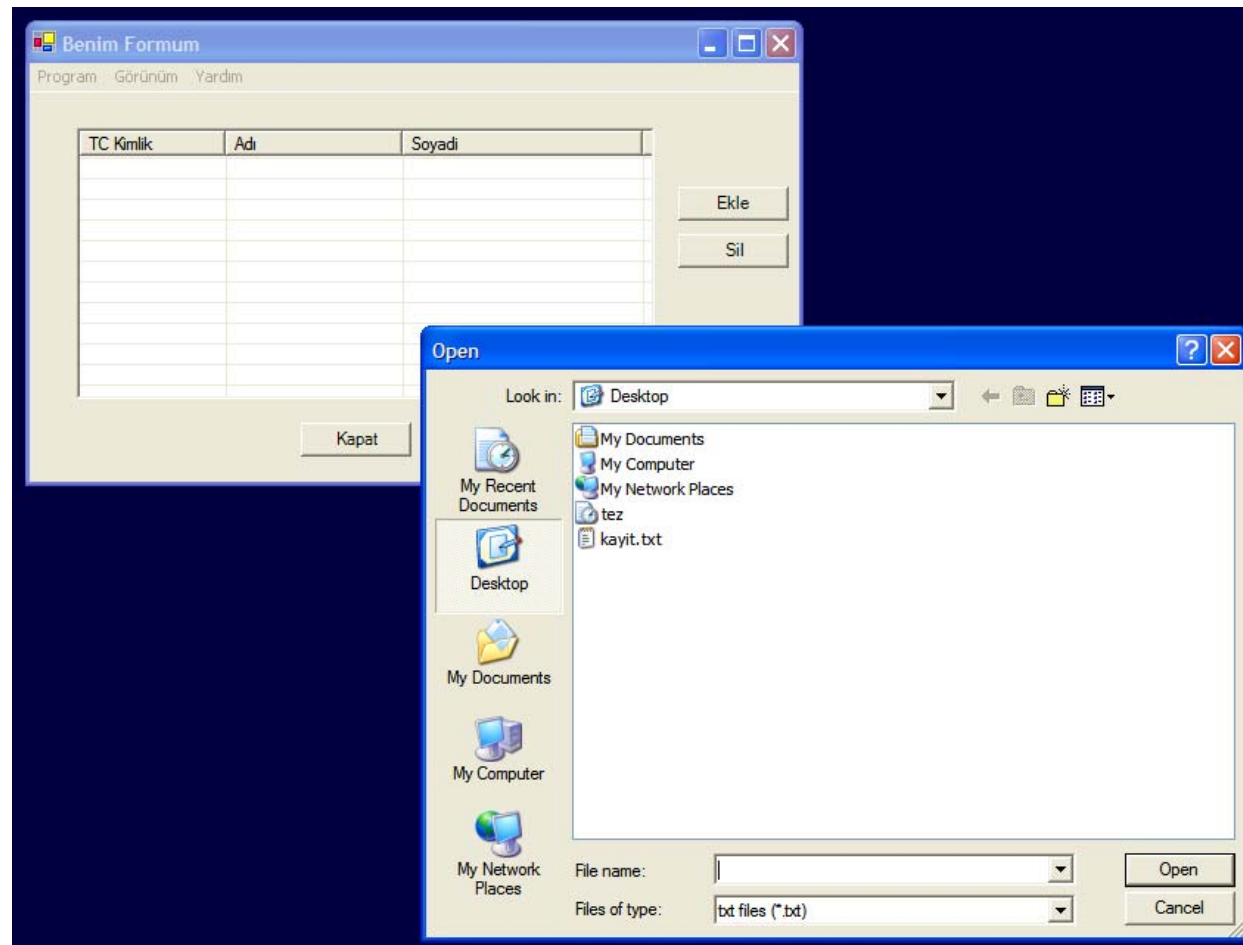 Benim Formum
Program Görünüm Yardım
TC Kimlik Adı Soyadi
Ekle
Sil
Kapat
Open
Look in: Desktop
My Recent
Documents
Desktop
My Documents
My Computer
My Network
Places
My Documents
My Computer
My Network Places
tez
kayit.txt
File name:
Open
Files of type: txt files (*.txt)
Cancel